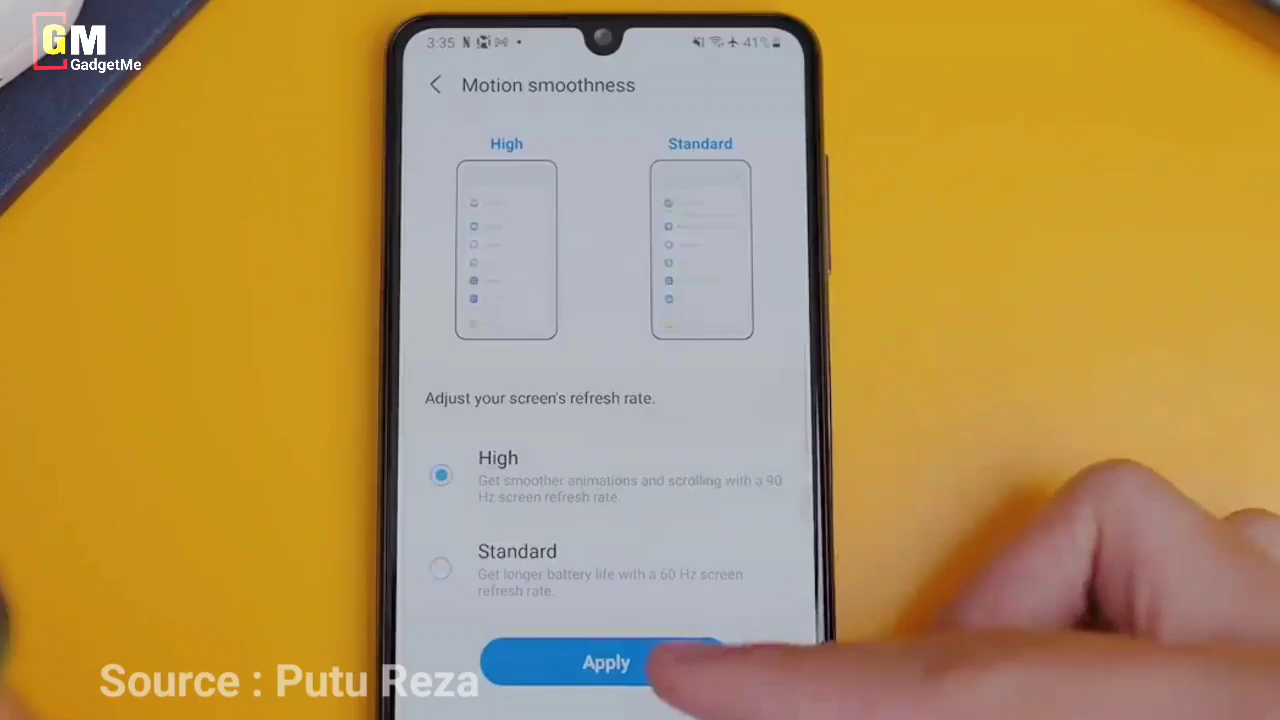 GM
GadgetMe
3:35
41%
Motion smoothness
High
Standard
Adjust your screen's refresh rate.
High
Get smoother animations and scrolling with a 90
Hz screen refresh rate.
Standard
Get longer battery life with a 60 Hz screen
refresh rate.
Apply
Source : Putu Reza